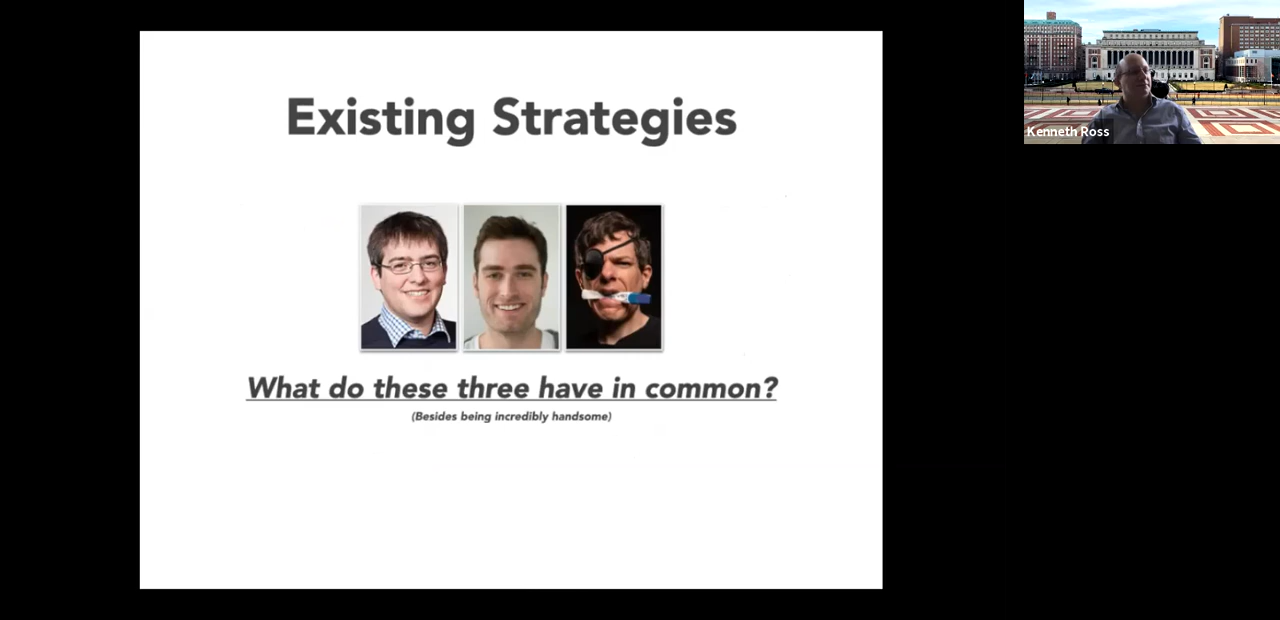 Existing Strategies
What do these three have in common?
(Besides being incredibly handsome)
Kenneth Ross